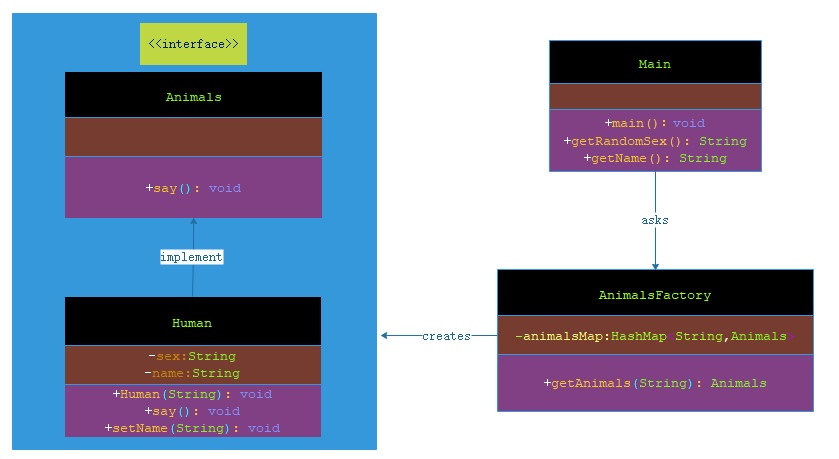 <<interface>>
Animals
+say(): void
implement
Human
-sex:String
-name:String
+Human(String): void
+say(): void
+setName(String): void
Main
+main(): void
+getRandomSex(): String
+getName(): String
asks
AnimalsFactory
-animalsMap:HashMap<String,Animals>
+getAnimals(String): Animals
creates